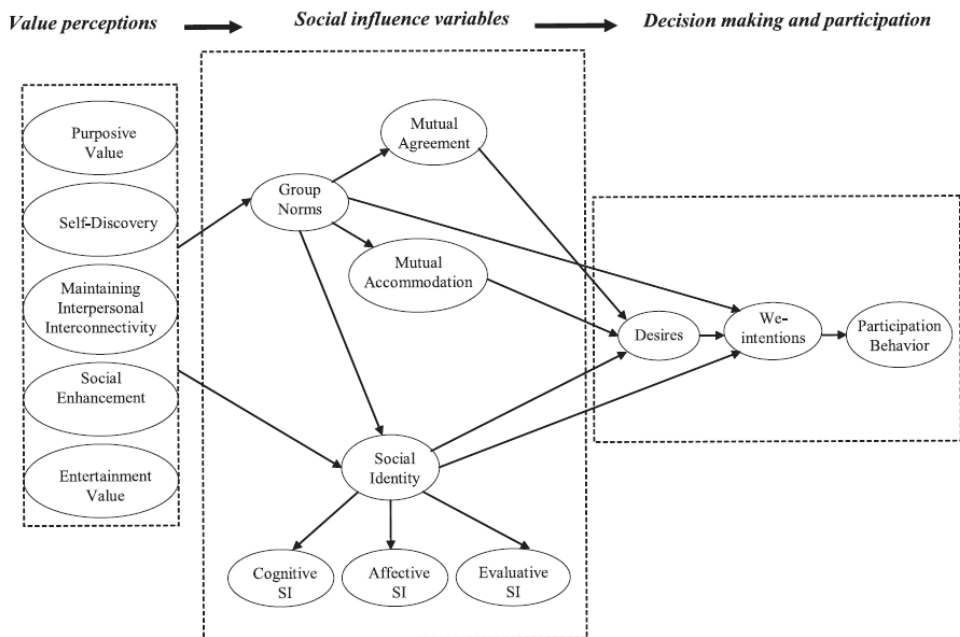 Value perceptions
Social influence variables
Decision making and participation
Purposive
Value
Self-Discovery
Maintaining
Interpersonal
Interconnectivity
Social
Enhancement
Entertainment
Value
Mutual
Agreement
Group
Norms
Mutual
Accommodation
Social
Identity
Cognitive
SI
Affective
SI
Evaluative
SI
Desires
We-
intentions
Participation
Behavior